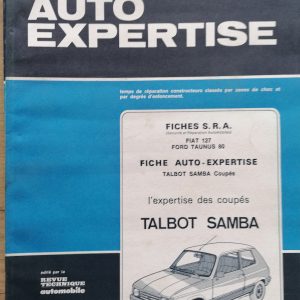 AUTO
EXPERTISE
temps de réparation constructeurs classés par zones de choc et
par degrés d'enfoncement.
FICHES S.R.A.
FIAT 127
FORD TAUNUS 80
FICHE AUTO-EXPERTISE
TALBOT SAMBA Coupés
l'expertise des coupés
TALBOT SAMBA
édité par la
REVUE
TECHNIQUE
automobile